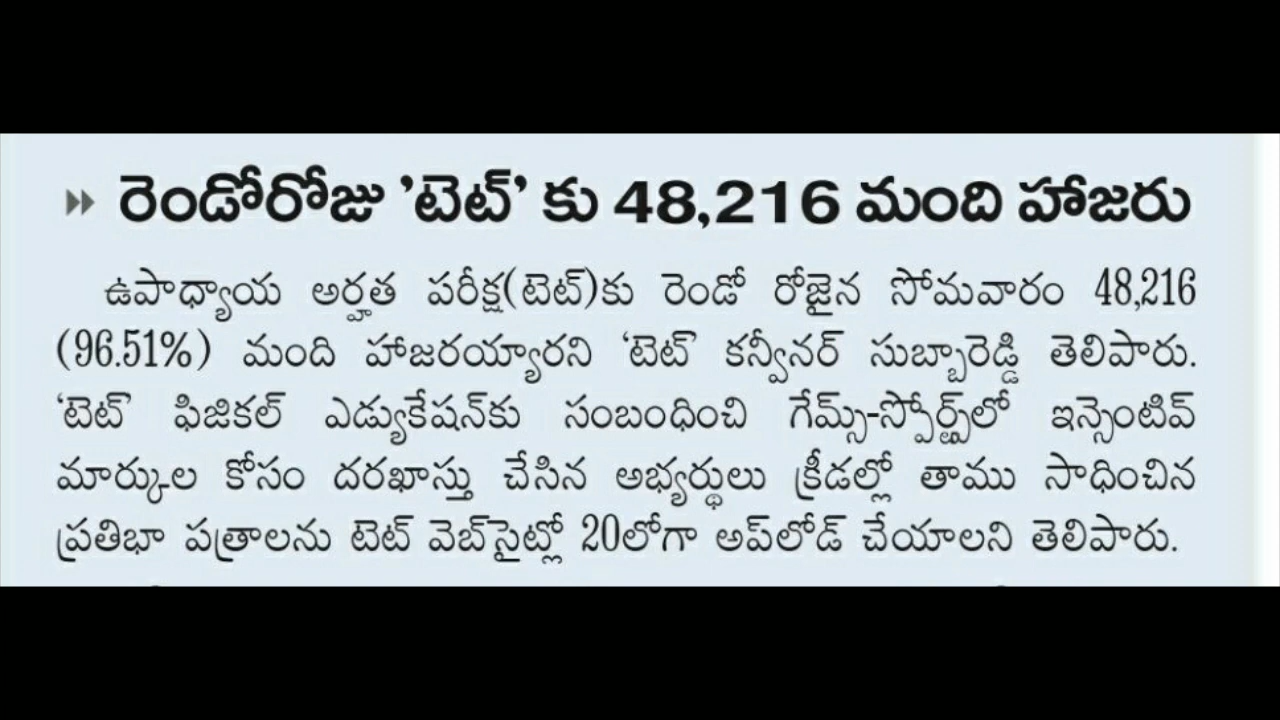 రెండోరోజు 'టెట్' కు 48,216 మంది హాజరు
ఉపాధ్యాయ అర్హత పరీక్ష(టెట్)కు రెండో రోజైన సోమవారం 48,216
(96.51%) మంది హాజరయ్యారని 'టెట్' కన్వీనర్ సుబ్బారెడ్డి తెలిపారు.
'టెట్' ఫిజికల్ ఎడ్యుకేషన్‌కు సంబంధించి గేమ్స్-స్పోర్ట్స్‌లో ఇన్సెంటివ్
మార్కుల కోసం దరఖాస్తు చేసిన అభ్యర్థులు క్రీడల్లో తాము సాధించిన
ప్రతిభా పత్రాలను టెట్ వెబ్‌సైట్లో 20లోగా అప్‌లోడ్ చేయాలని తెలిపారు.